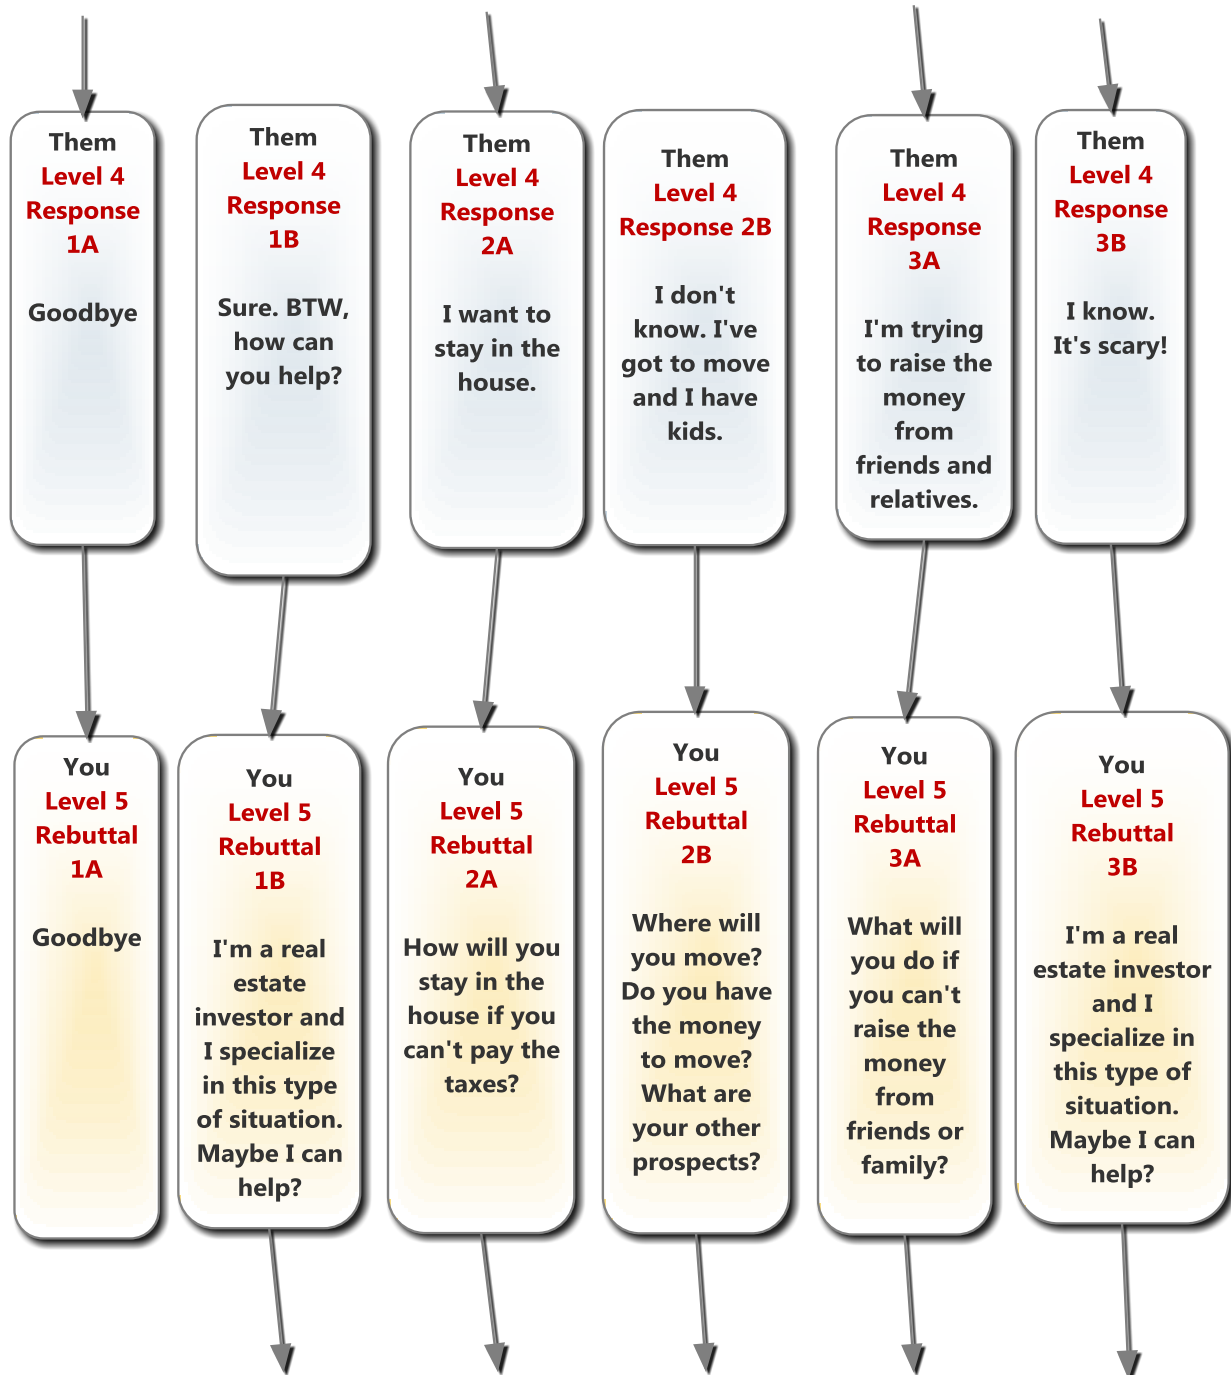 Them
Level 4
Response
1A
Goodbye
Them
Level 4
Response
1B
Sure. BTW,
how can
you help?
Them
Level 4
Response
2A
I want to
stay in the
house.
Them
Level 4
Response 2B
I don't
know. I've
got to move
and I have
kids.
Them
Level 4
Response
3A
I'm trying
to raise the
money
from
friends and
relatives.
Them
Level 4
Response
3B
I know.
It's scary!
You
Level 5
Rebuttal
1A
Goodbye
You
Level 5
Rebuttal
1B
I'm a real
estate
investor and
I specialize
in this type
of situation.
Maybe I can
help?
You
Level 5
Rebuttal
2A
How will you
stay in the
house if you
can't pay the
taxes?
You
Level 5
Rebuttal
2B
Where will
you move?
Do you have
the money
to move?
What are
your other
prospects?
You
Level 5
Rebuttal
3A
What will
you do if
you can't
raise the
money
from
friends or
family?
You
Level 5
Rebuttal
3B
I'm a real
estate investor
and I
specialize in
this type of
situation.
Maybe I can
help?